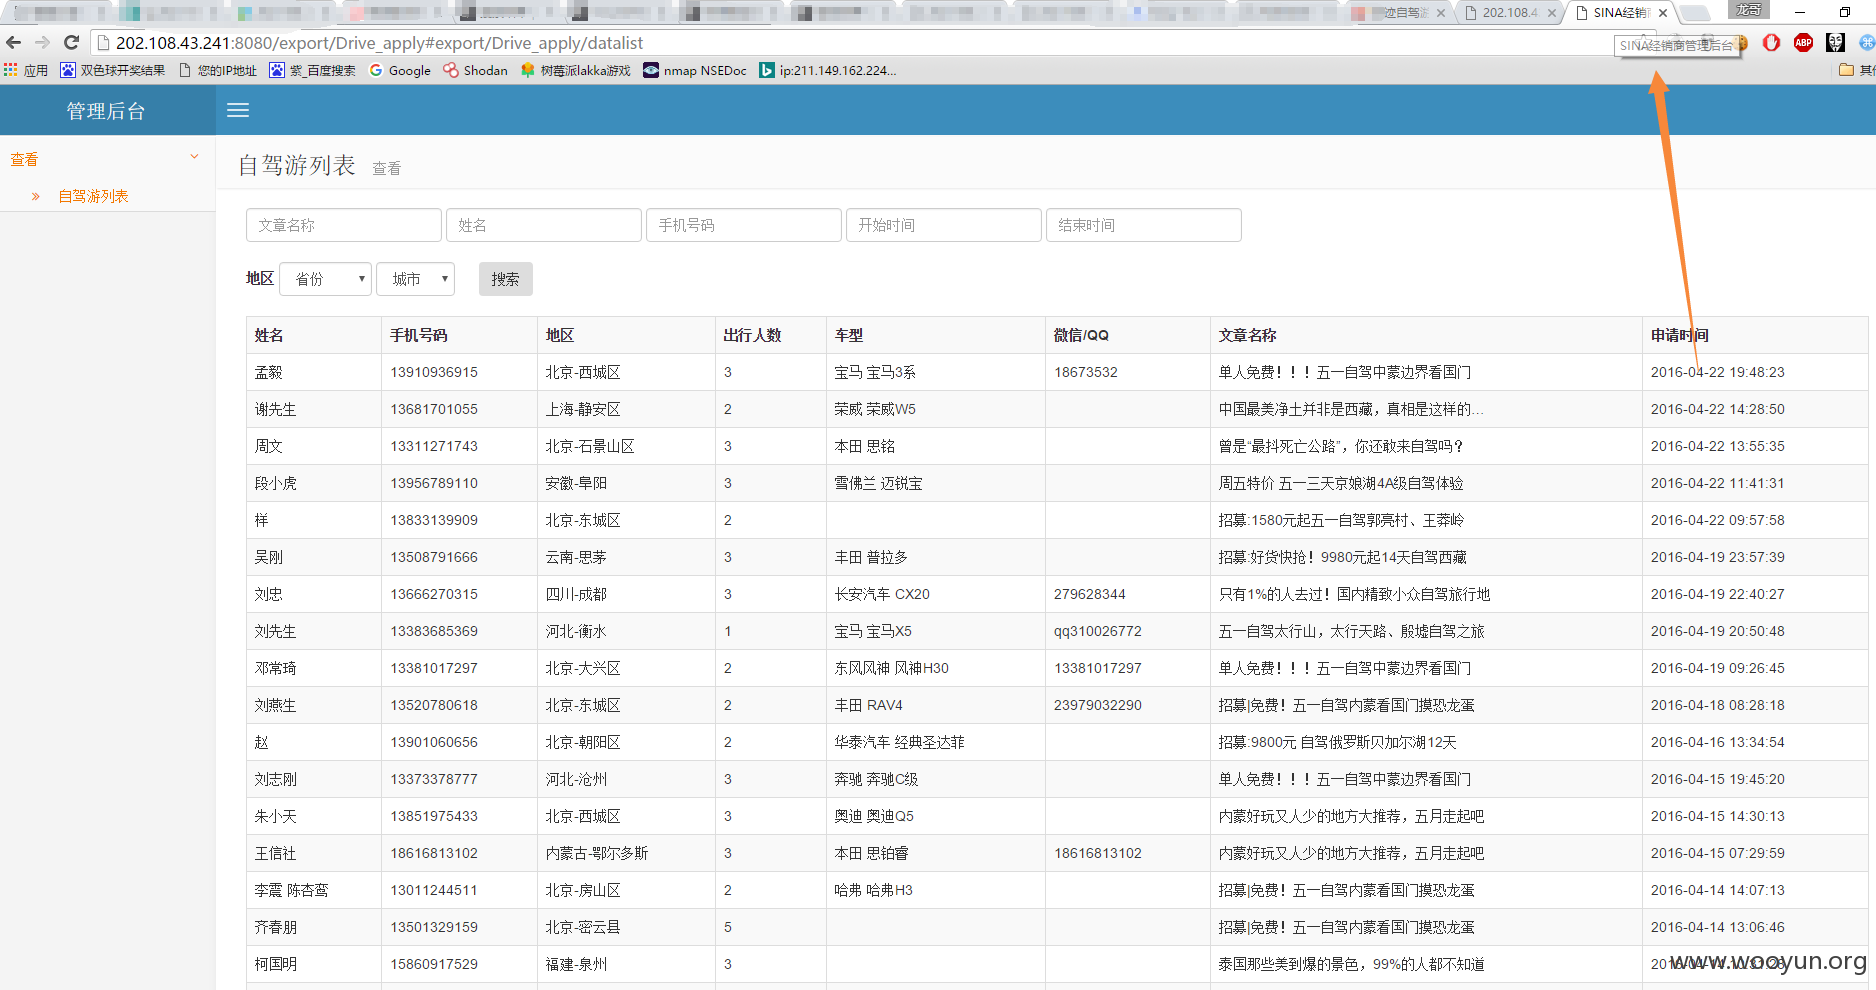 迹自驾游
202.108.4
SINA经销商
龙哥
202.108.43.241:8080/export/Drive_apply#export/Drive_apply/datalist
SINA经销商管理后台
ABP
应用 双色球开奖结果 您的IP地址 紫_百度搜索 Google Shodan 树莓派lakka游戏 nmap NSEDoc ip:211.149.162.224...
管理后台
查看
自驾游列表
自驾游列表 查看
文章名称 姓名 手机号码 开始时间 结束时间
地区 省份 城市 搜索
姓名 手机号码 地区 出行人数 车型 微信/QQ 文章名称 申请时间
孟毅 13910936915 北京-西城区 3 宝马 宝马3系 18673532 单人免费！！！五一自驾中蒙边界看国门 2016-04-22 19:48:23
谢先生 13681701055 上海-静安区 2 荣威 荣威W5 中国最美净土并非是西藏，真相是这样的... 2016-04-22 14:28:50
周文 13311271743 北京-石景山区 3 本田 思铭 曾是“最抖死亡公路”，你还敢来自驾吗？ 2016-04-22 13:55:35
段小虎 13956789110 安徽-阜阳 3 雪佛兰 迈锐宝 周五特价 五一三天京娘湖4A级自驾体验 2016-04-22 11:41:31
样 13833139909 北京-东城区 2 招募:1580元起五一自驾郭亮村、王莽岭 2016-04-22 09:57:58
吴刚 13508791666 云南-思茅 3 丰田 普拉多 招募:好货快抢！9980元起14天自驾西藏 2016-04-19 23:57:39
刘忠 13666270315 四川-成都 3 长安汽车 CX20 279628344 只有1%的人去过！国内精致小众自驾旅行地 2016-04-19 22:40:27
刘先生 13383685369 河北-衡水 1 宝马 宝马X5 qq310026772 五一自驾太行山，太行天路、殷墟自驾之旅 2016-04-19 20:50:48
邓常琦 13381017297 北京-大兴区 2 东风风神 风神H30 13381017297 单人免费！！！五一自驾中蒙边界看国门 2016-04-19 09:26:45
刘燕生 13520780618 北京-东城区 2 丰田 RAV4 23979032290 招募|免费！五一自驾内蒙看国门摸恐龙蛋 2016-04-18 08:28:18
赵 13901060656 北京-朝阳区 2 华泰汽车 经典圣达菲 招募:9800元 自驾俄罗斯贝加尔湖12天 2016-04-16 13:34:54
刘志刚 13373378777 河北-沧州 3 奔驰 奔驰C级 单人免费！！！五一自驾中蒙边界看国门 2016-04-15 19:45:20
朱小天 13851975433 北京-西城区 3 奥迪 奥迪Q5 内蒙好玩又人少的地方大推荐，五月走起吧 2016-04-15 14:30:13
王信社 18616813102 内蒙古-鄂尔多斯 3 本田 思铂睿 18616813102 内蒙好玩又人少的地方大推荐，五月走起吧 2016-04-15 07:29:59
李震 陈杏鸾 13011244511 北京-房山区 2 哈弗 哈弗H3 招募|免费！五一自驾内蒙看国门摸恐龙蛋 2016-04-14 14:07:13
齐春朋 13501329159 北京-密云县 5 招募|免费！五一自驾内蒙看国门摸恐龙蛋 2016-04-14 13:06:46
柯国明 15860917529 福建-泉州 3 泰国那些美到爆的景色，99%的人都不知道
www.wooyun.org